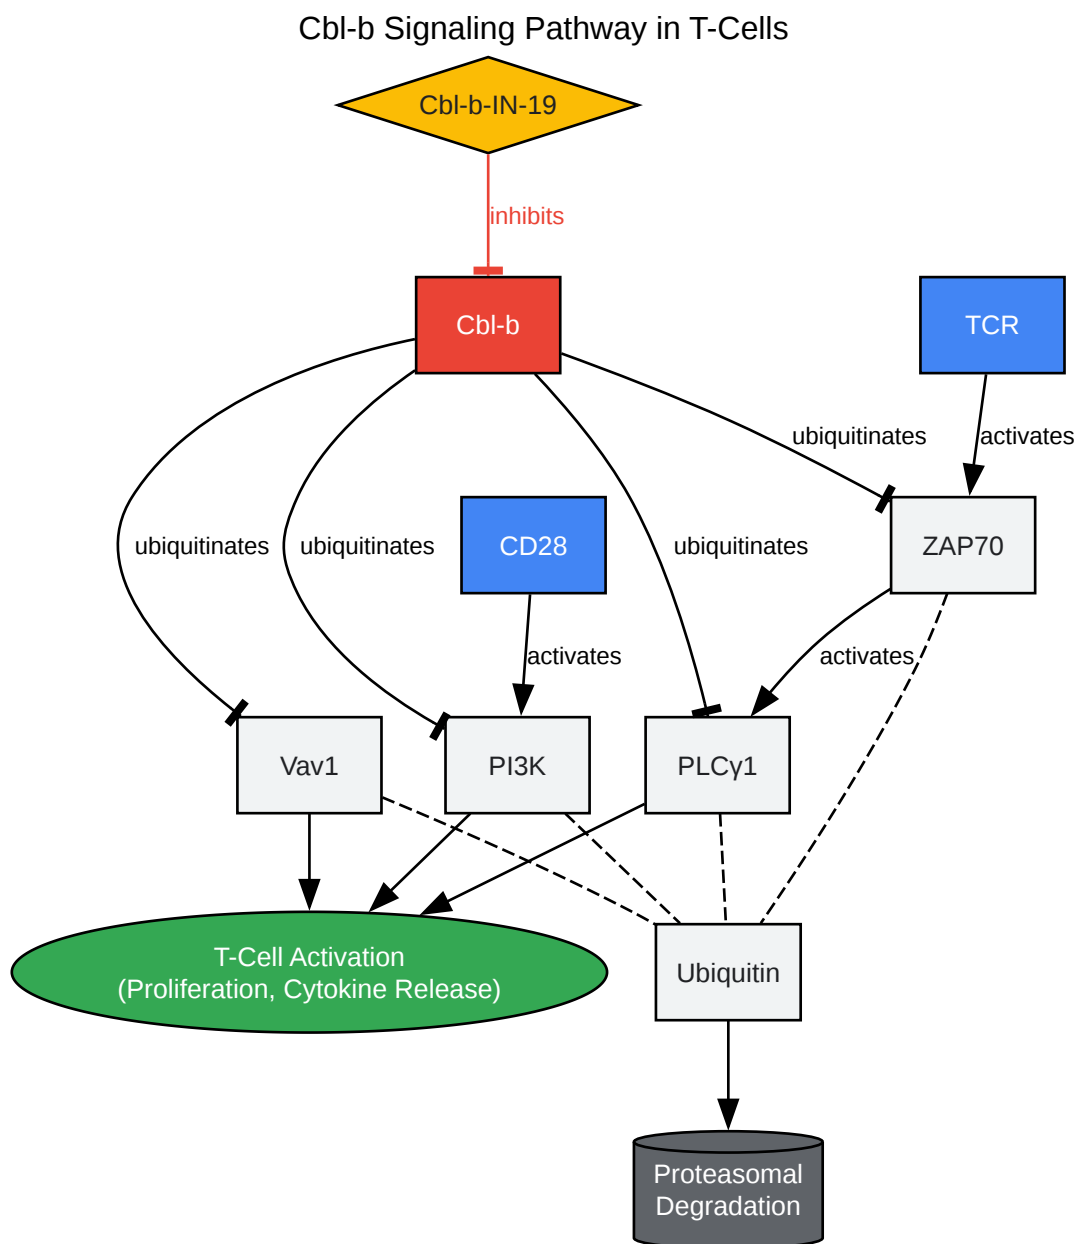 Cbl-b Signaling Pathway in T-Cells
Cbl-b-IN-19
inhibits
Cbl-b
TCR
ubiquitinates
activates
CD28
ZAP70
ubiquitinates
ubiquitinates
ubiquitinates
activates
activates
Vav1
PI3K
PLCγ1
T-Cell Activation
(Proliferation, Cytokine Release)
Ubiquitin
Proteasomal
Degradation